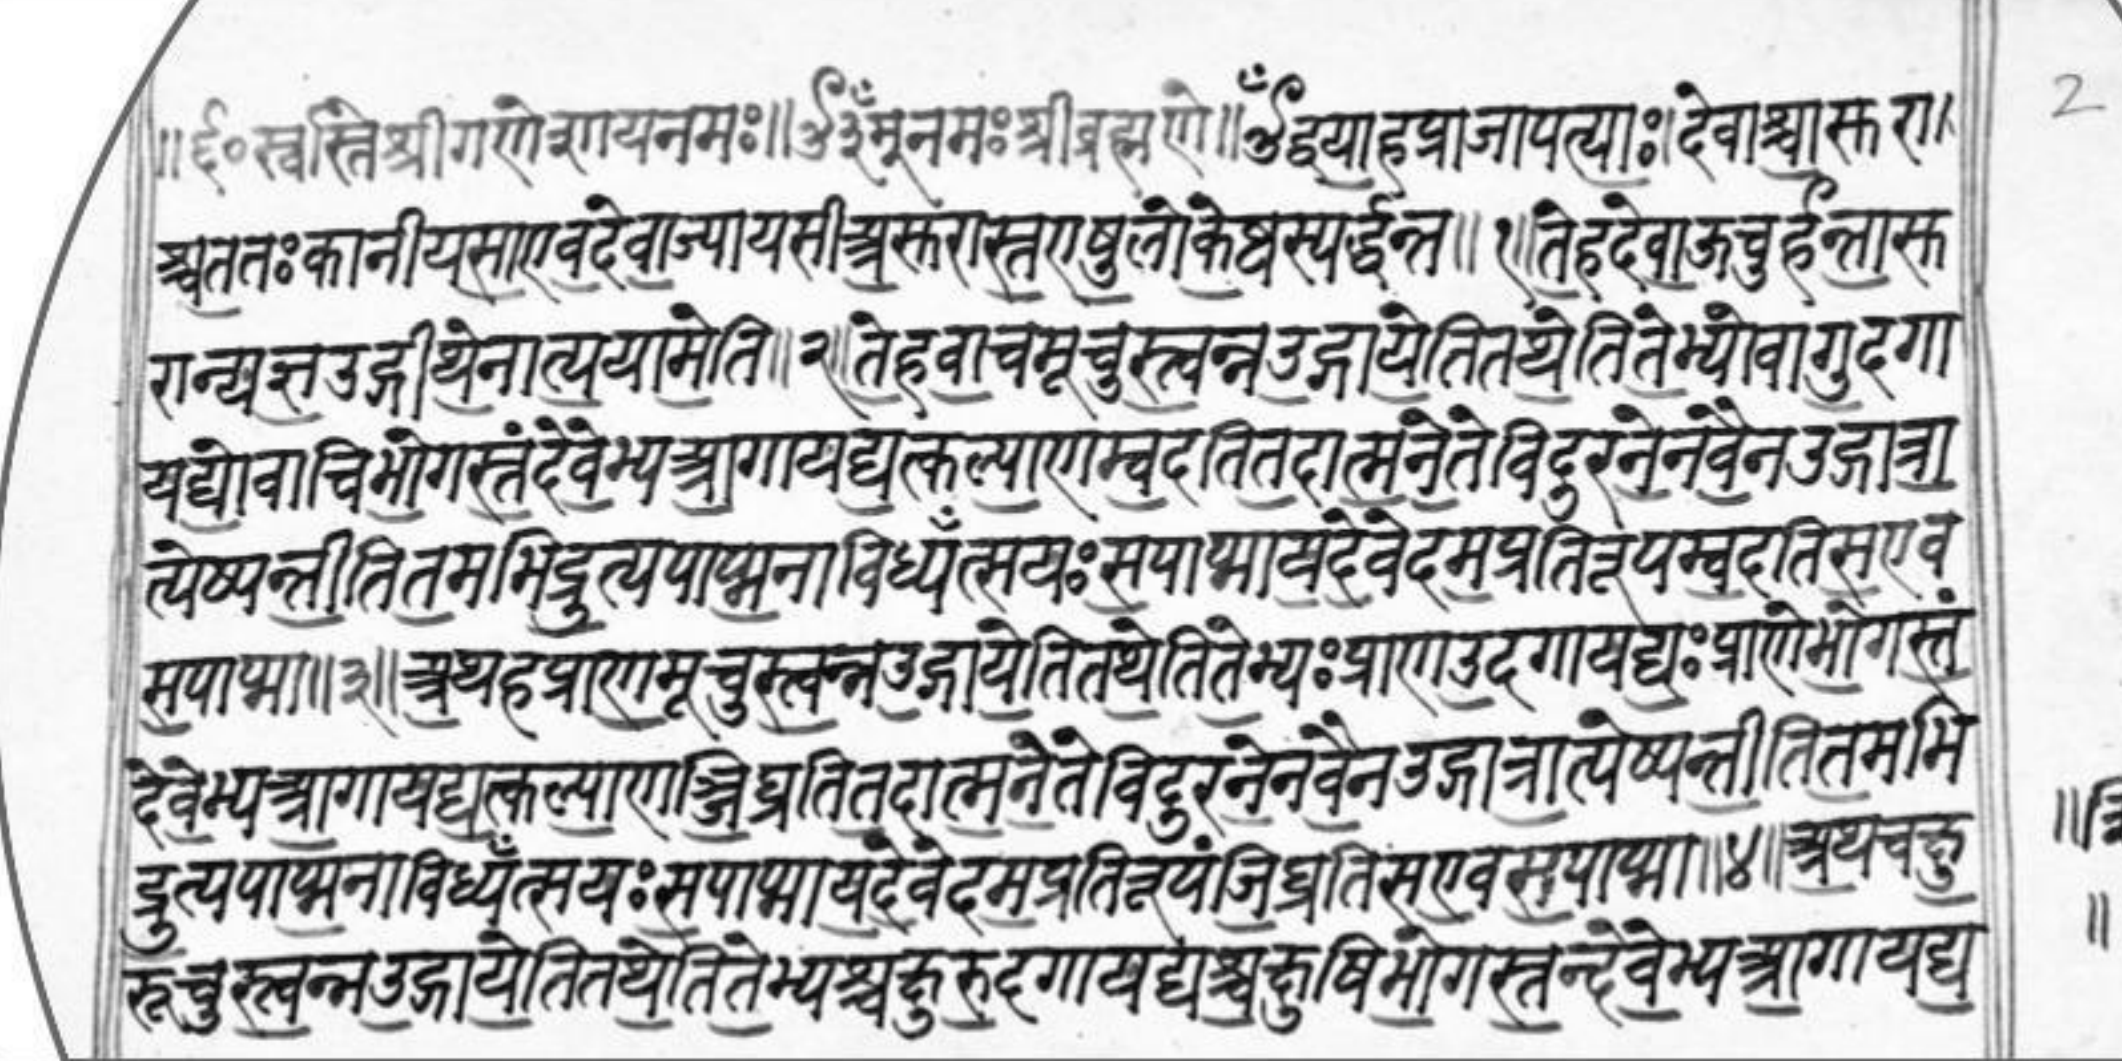 ॥ई॰स्वस्तिश्रीगणेशायनमः॥ॐनमःश्रीब्रह्मणे॥ॐद्वयाहप्राजापत्याः।देवाश्चासुरा। 2
श्चततःकानीयसाएवदेवाज्यायसाअसुरास्तएषुलोकेष्वस्पर्द्धन्त॥१॥तेहदेवाऊचुर्हन्तासु
रान्यज्ञउद्गीथेनात्ययामेति॥२॥तेहवाचमूचुस्त्वन्नउद्गायेतितथेतितेभ्योवागुदगा
यद्योवाचिभोगस्तंदेवेभ्यआगायद्यत्कल्याणम्वदतितदात्मनेतेविदुरनेनवैनउद्गात्रा
त्येष्यन्तीतितमभिद्रुत्यपाप्मनाविध्यँत्सयःसपाप्मायदेवेदमप्रतिरूपम्वदतिसएव
सपाप्मा॥३॥अथहप्राणमूचुस्त्वन्नउद्गायेतितथेतितेभ्यःप्राणउदगायद्यःप्राणेभोगस्तं
देवेभ्यआगायद्यत्कल्याणञ्जिघ्रतितदात्मनेतेविदुरनेनवैनउद्गात्रात्येष्यन्तीतितमभि
द्रुत्यपाप्मनाविध्यँत्सयःसपाप्मायदेवेदमप्रतिरूपंजिघ्रतिसएवसपाप्मा॥४॥अथचक्षु
रूचुस्त्वन्नउद्गायेतितथेतितेभ्यश्चक्षुरुदगायद्यश्चक्षुषिभोगस्तन्देवेभ्यआगायद्य